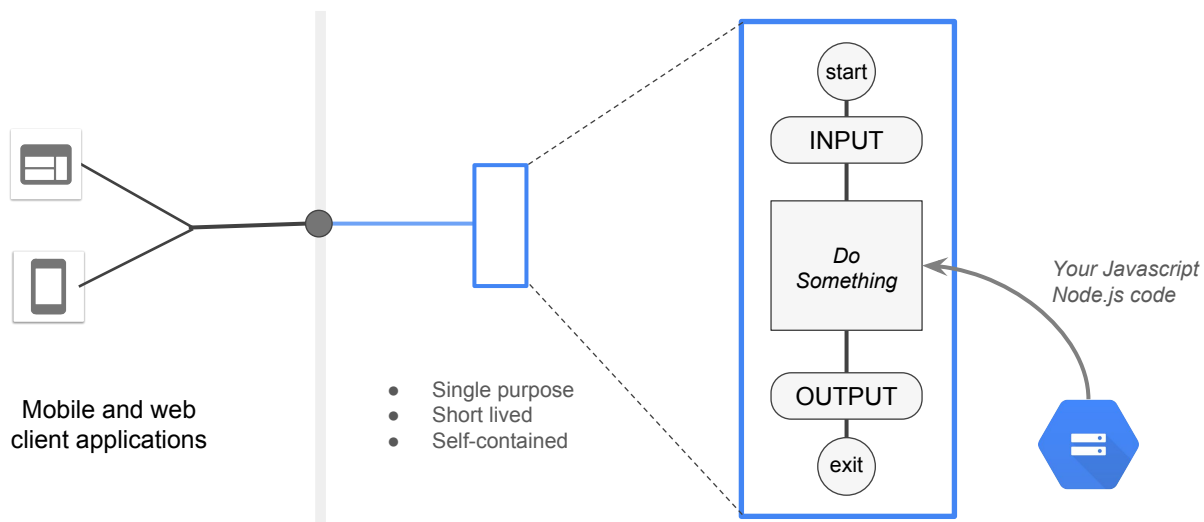 start
INPUT
Do
Something
Your Javascript
Node.js code
OUTPUT
exit
Mobile and web
client applications
● Single purpose
● Short lived
● Self-contained